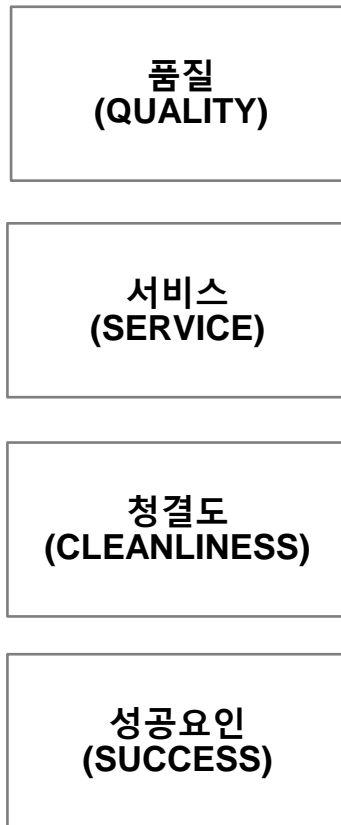 품질
(QUALITY)
서비스
(SERVICE)
청결도
(CLEANLINESS)
성공요인
(SUCCESS)